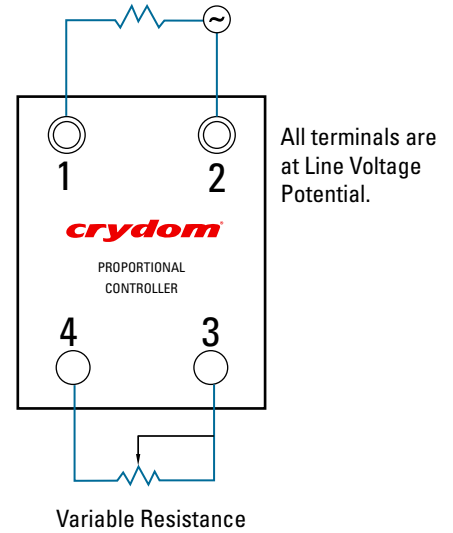 1
2
All terminals are
at Line Voltage
Potential.
crydom
PROPORTIONAL
CONTROLLER
4
3
Variable Resistance